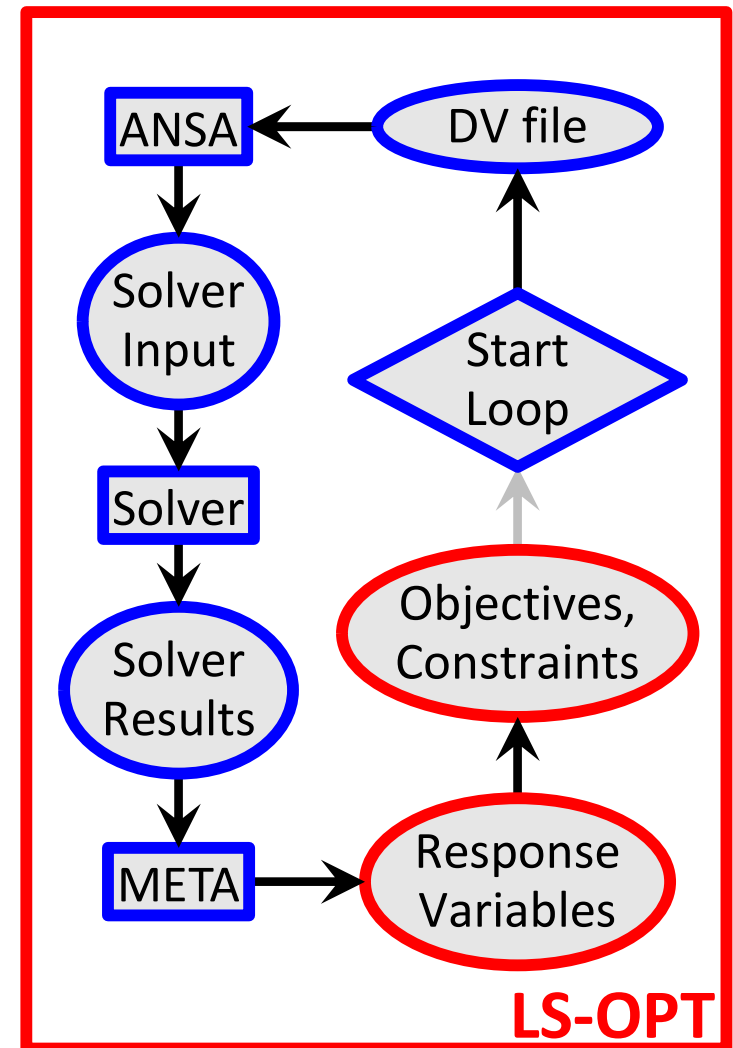 ANSA
DV file
Solver
Input
Start
Loop
Solver
Objectives,
Constraints
Solver
Results
META
Response
Variables
LS-OPT